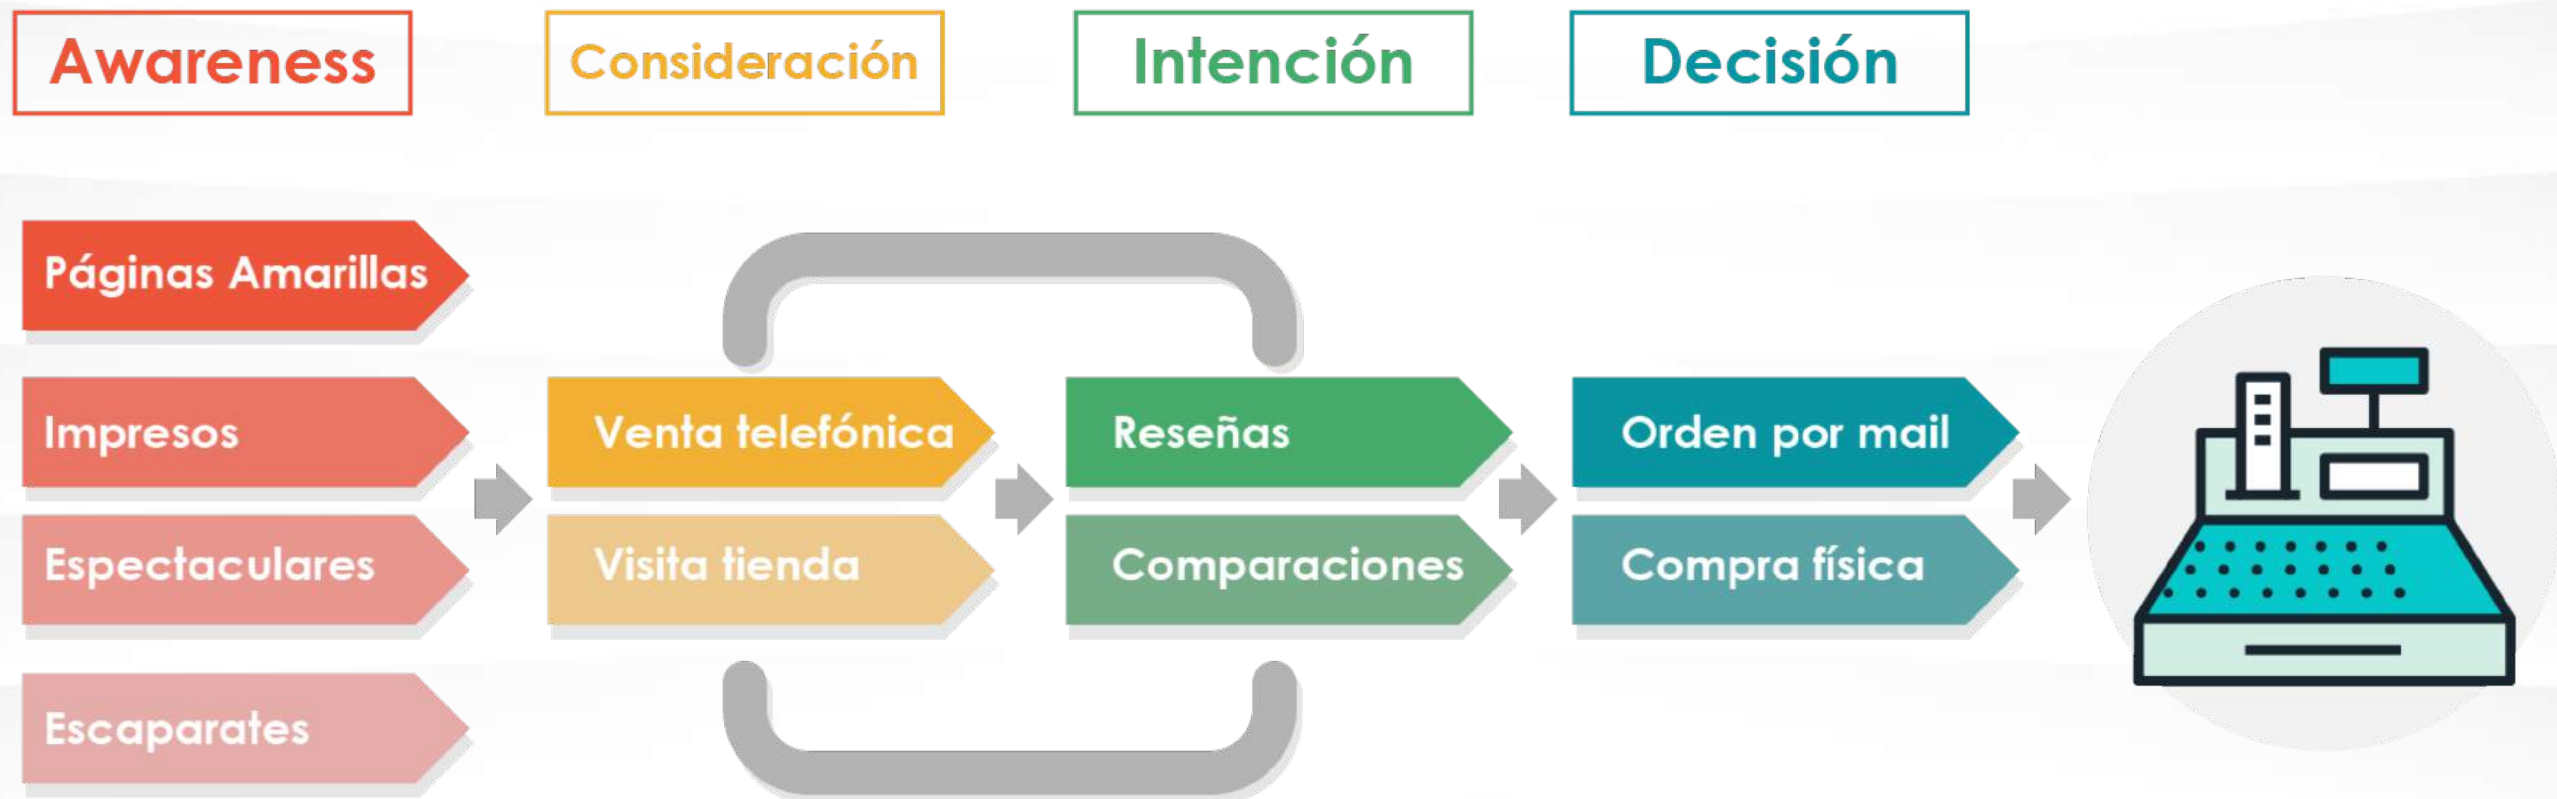 Awareness
Consideración
Intención
Decisión
Páginas Amarillas
Impresos
Espectaculares
Escaparates
Venta telefónica
Visita tienda
Reseñas
Comparaciones
Orden por mail
Compra física